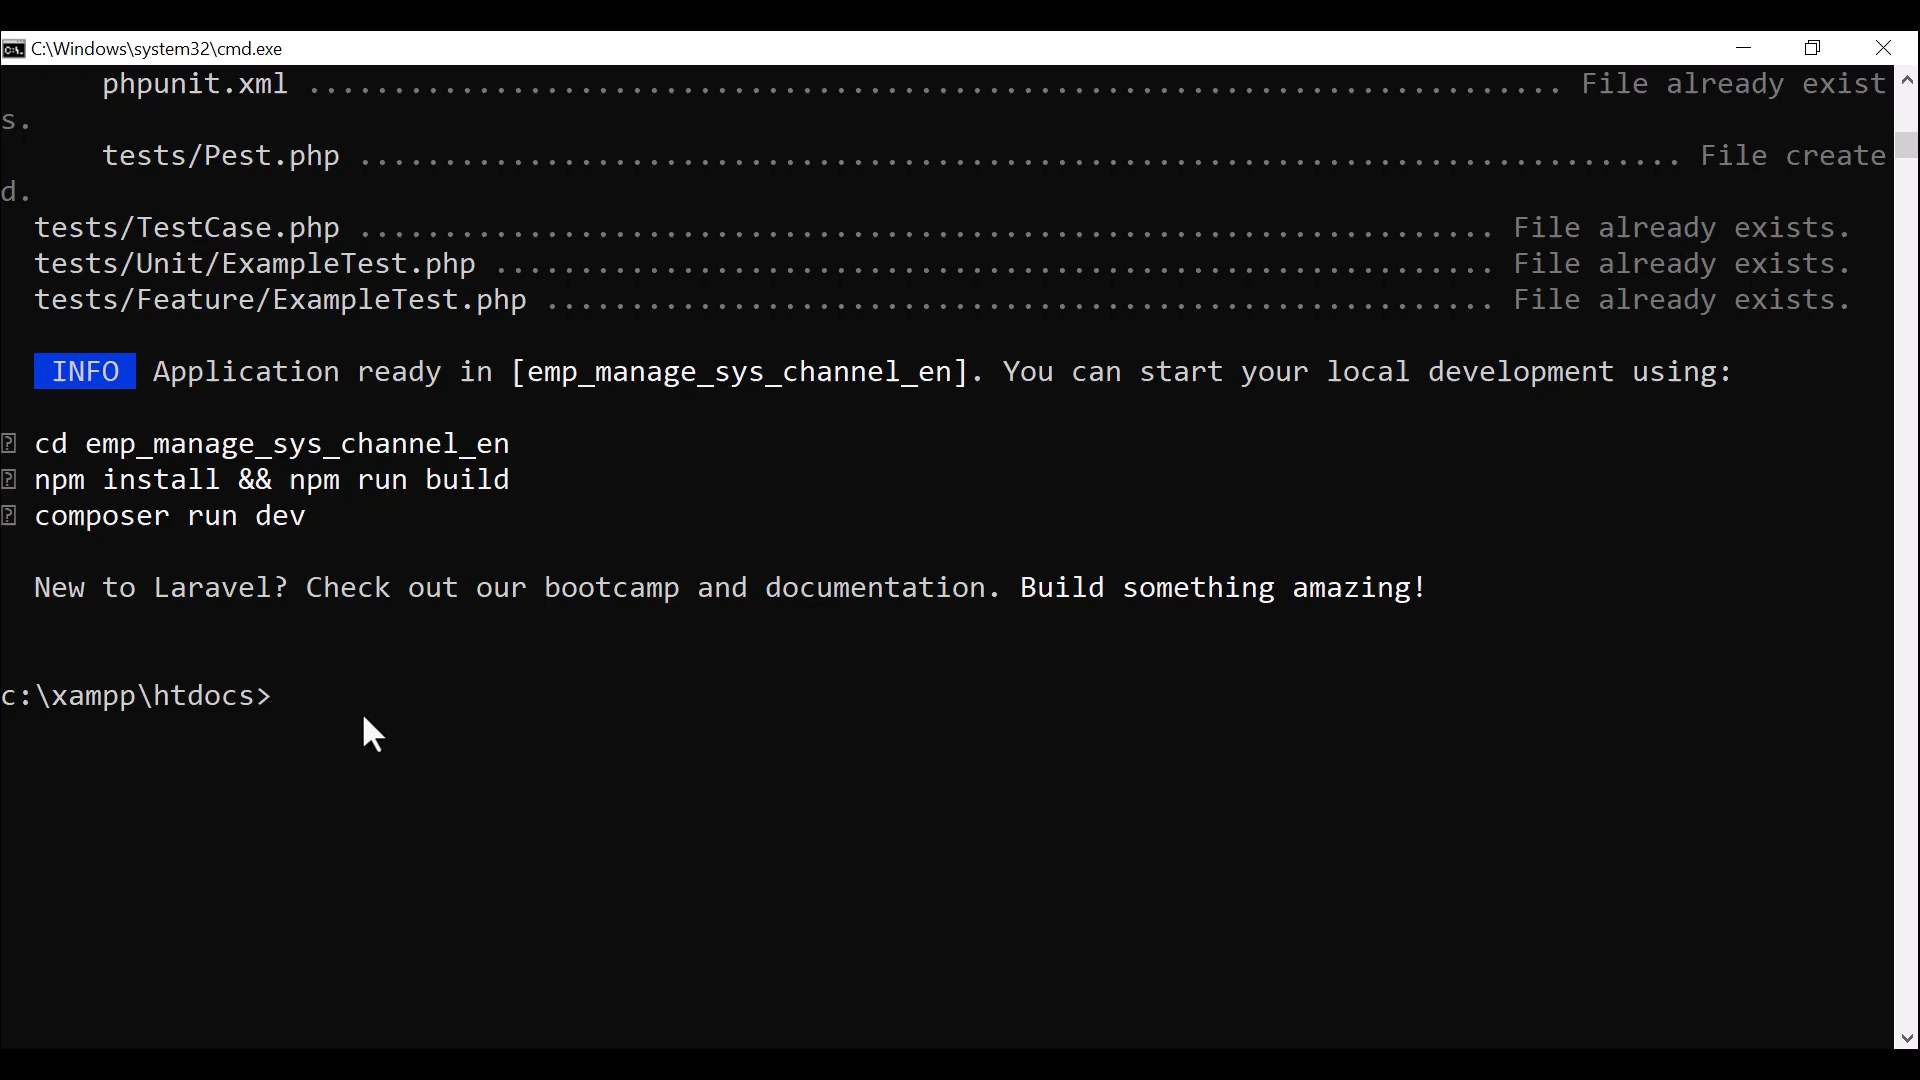 C:\Windows\system32\cmd.exe
phpunit.xml .......................................................................... File already exist
s.
tests/Pest.php .............................................................................. File create
d.
tests/TestCase.php ................................................................... File already exists.
tests/Unit/ExampleTest.php ........................................................... File already exists.
tests/Feature/ExampleTest.php ........................................................ File already exists.
INFO Application ready in [emp_manage_sys_channel_en]. You can start your local development using:
cd emp_manage_sys_channel_en
npm install && npm run build
composer run dev
New to Laravel? Check out our bootcamp and documentation. Build something amazing!
c:\xampp\htdocs>